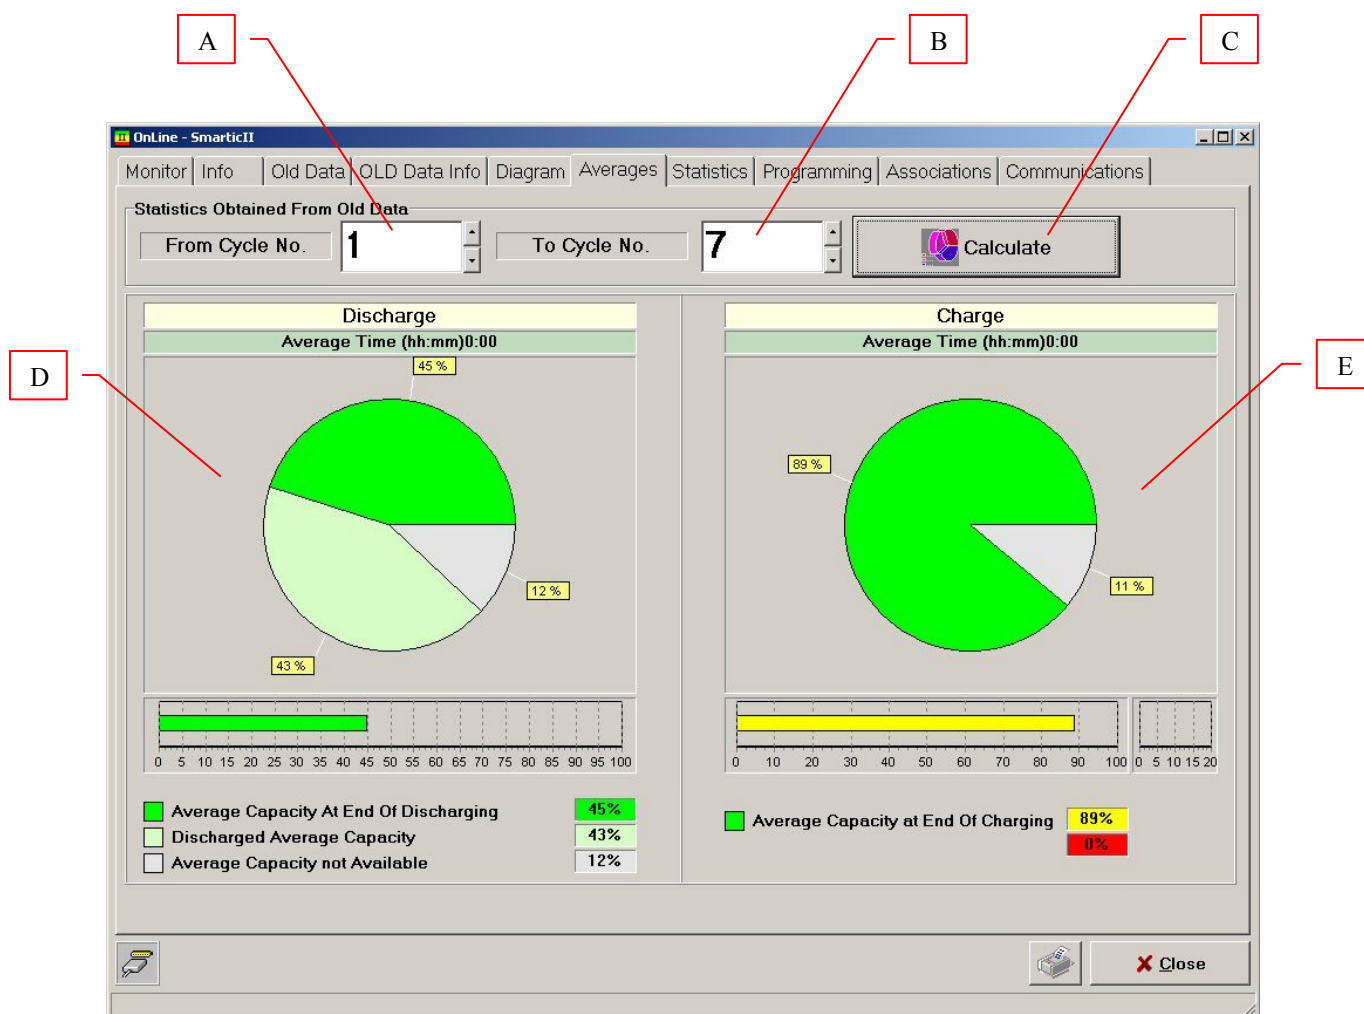 A
B
C
OnLine - SmarticII
Monitor Info Old Data OLD Data Info Diagram Averages Statistics Programming Associations Communications
Statistics Obtained From Old Data
From Cycle No. 1 To Cycle No. 7 Calculate
Discharge
Average Time (hh:mm)0:00
Charge
Average Time (hh:mm)0:00
D
E
45 %
12 %
43 %
89 %
11 %
0 5 10 15 20 25 30 35 40 45 50 55 60 65 70 75 80 85 90 95 100
0 10 20 30 40 50 60 70 80 90 100
0 5 10 15 20
Average Capacity At End Of Discharging 45%
Discharged Average Capacity 43%
Average Capacity not Available 12%
Average Capacity at End Of Charging 89%
0%
Close